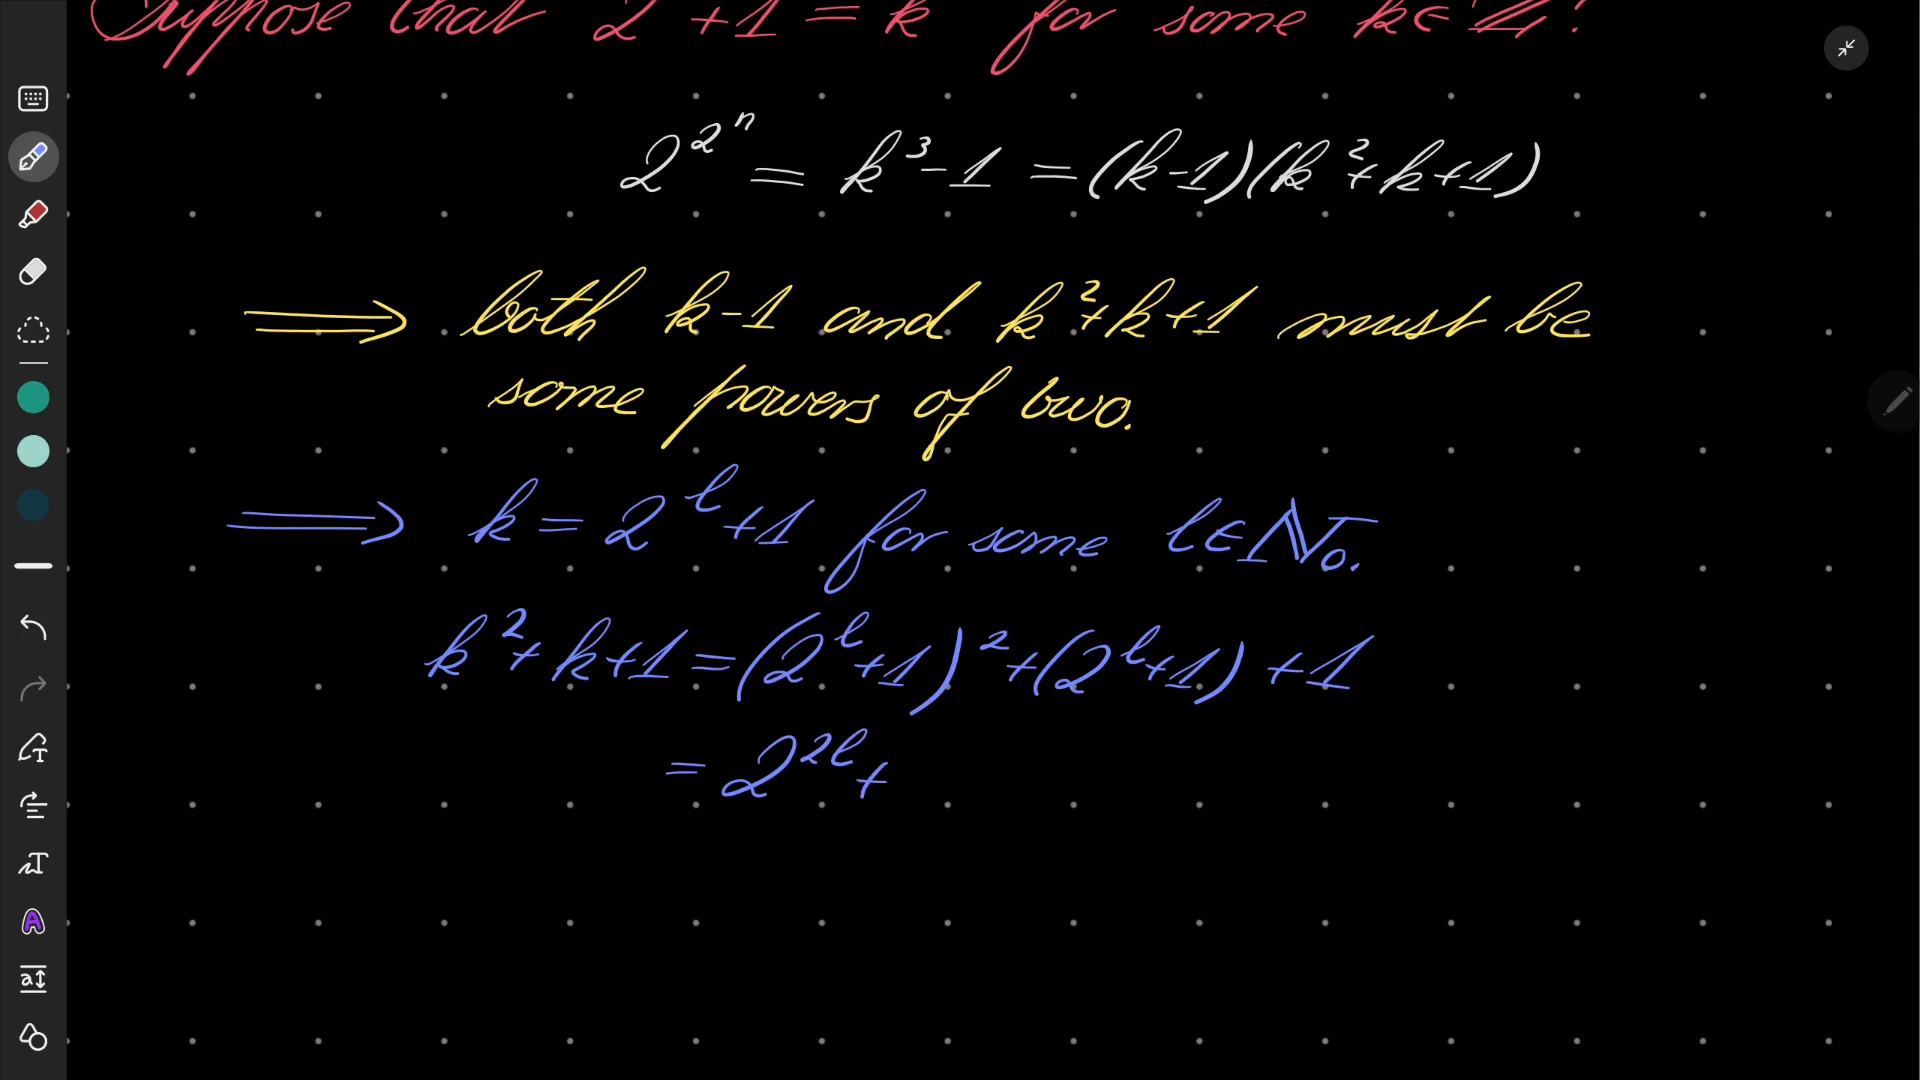 Suppose that 2 + 1 = k for some k ∈ ℤ.
2^{2^n} = k^3 - 1 = (k-1)(k^2+k+1)
⟹ both k-1 and k^2+k+1 must be
some powers of two.
⟹ k = 2^l + 1 for some l ∈ ℕ_0.
k^2+k+1 = (2^l+1)^2 + (2^l+1) + 1
= 2^{2l} +